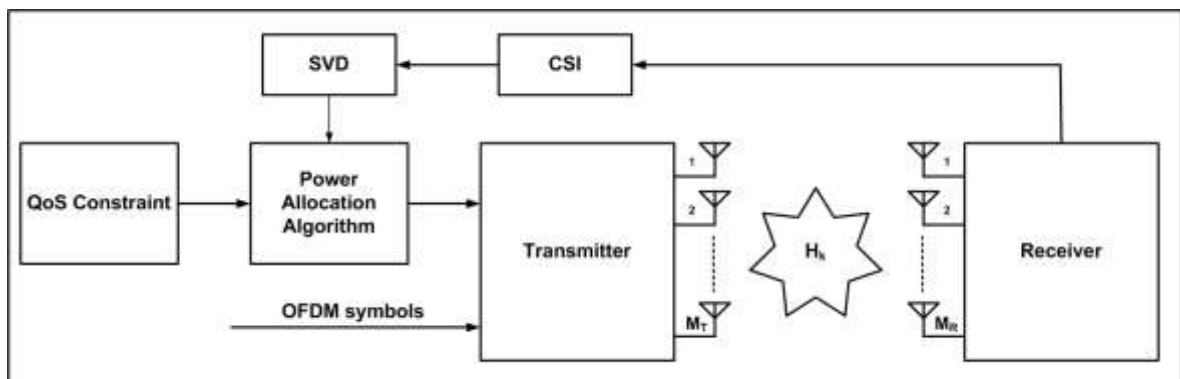 SVD
CSI
QoS Constraint
Power
Allocation
Algorithm
Transmitter
OFDM symbols
1
2
M_T
H_k
1
2
M_R
Receiver